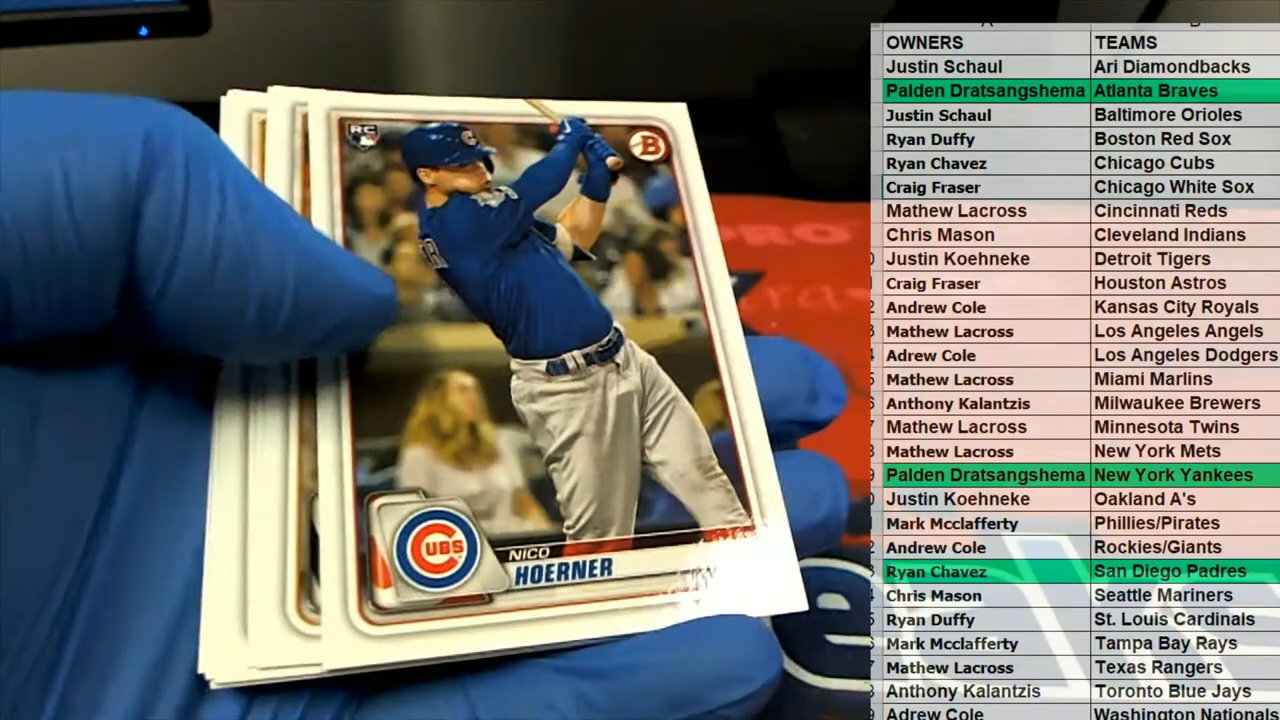 RC
B
CUBS
NICO
HOERNER
PRO
OWNERS TEAMS
Justin Schaul Ari Diamondbacks
Palden Dratsangshema Atlanta Braves
Justin Schaul Baltimore Orioles
Ryan Duffy Boston Red Sox
Ryan Chavez Chicago Cubs
Craig Fraser Chicago White Sox
Mathew Lacross Cincinnati Reds
Chris Mason Cleveland Indians
Justin Koehneke Detroit Tigers
Craig Fraser Houston Astros
Andrew Cole Kansas City Royals
Mathew Lacross Los Angeles Angels
Adrew Cole Los Angeles Dodgers
Mathew Lacross Miami Marlins
Anthony Kalantzis Milwaukee Brewers
Mathew Lacross Minnesota Twins
Mathew Lacross New York Mets
Palden Dratsangshema New York Yankees
Justin Koehneke Oakland A's
Mark Mcclafferty Phillies/Pirates
Andrew Cole Rockies/Giants
Ryan Chavez San Diego Padres
Chris Mason Seattle Mariners
Ryan Duffy St. Louis Cardinals
Mark Mcclafferty Tampa Bay Rays
Mathew Lacross Texas Rangers
Anthony Kalantzis Toronto Blue Jays
Adrew Cole Washington Nationals